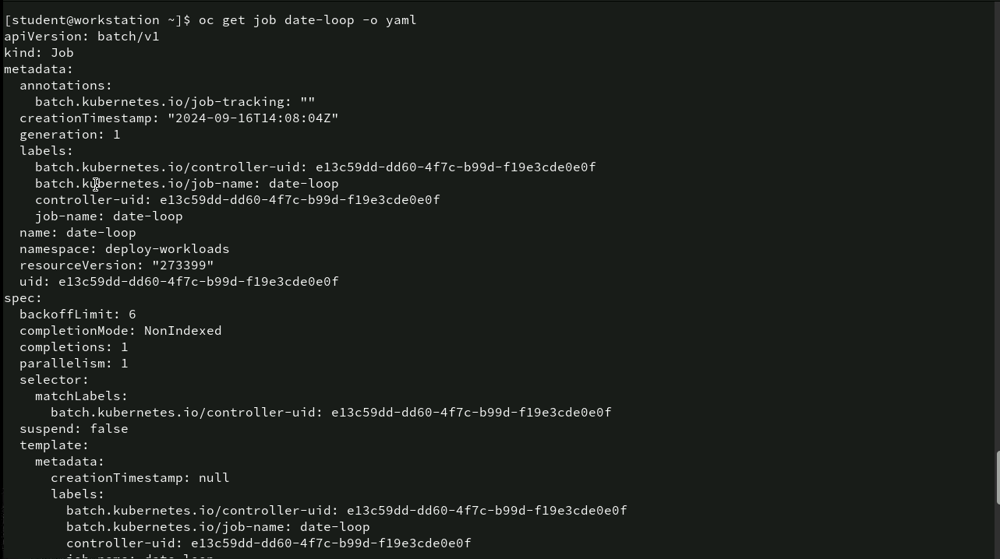 [student@workstation ~]$ oc get job date-loop -o yaml
apiVersion: batch/v1
kind: Job
metadata:
  annotations:
    batch.kubernetes.io/job-tracking: ""
  creationTimestamp: "2024-09-16T14:08:04Z"
  generation: 1
  labels:
    batch.kubernetes.io/controller-uid: e13c59dd-dd60-4f7c-b99d-f19e3cde0e0f
    batch.kubernetes.io/job-name: date-loop
    controller-uid: e13c59dd-dd60-4f7c-b99d-f19e3cde0e0f
    job-name: date-loop
  name: date-loop
  namespace: deploy-workloads
  resourceVersion: "273399"
  uid: e13c59dd-dd60-4f7c-b99d-f19e3cde0e0f
spec:
  backoffLimit: 6
  completionMode: NonIndexed
  completions: 1
  parallelism: 1
  selector:
    matchLabels:
      batch.kubernetes.io/controller-uid: e13c59dd-dd60-4f7c-b99d-f19e3cde0e0f
  suspend: false
  template:
    metadata:
      creationTimestamp: null
      labels:
        batch.kubernetes.io/controller-uid: e13c59dd-dd60-4f7c-b99d-f19e3cde0e0f
        batch.kubernetes.io/job-name: date-loop
        controller-uid: e13c59dd-dd60-4f7c-b99d-f19e3cde0e0f
        job-name: date-loop